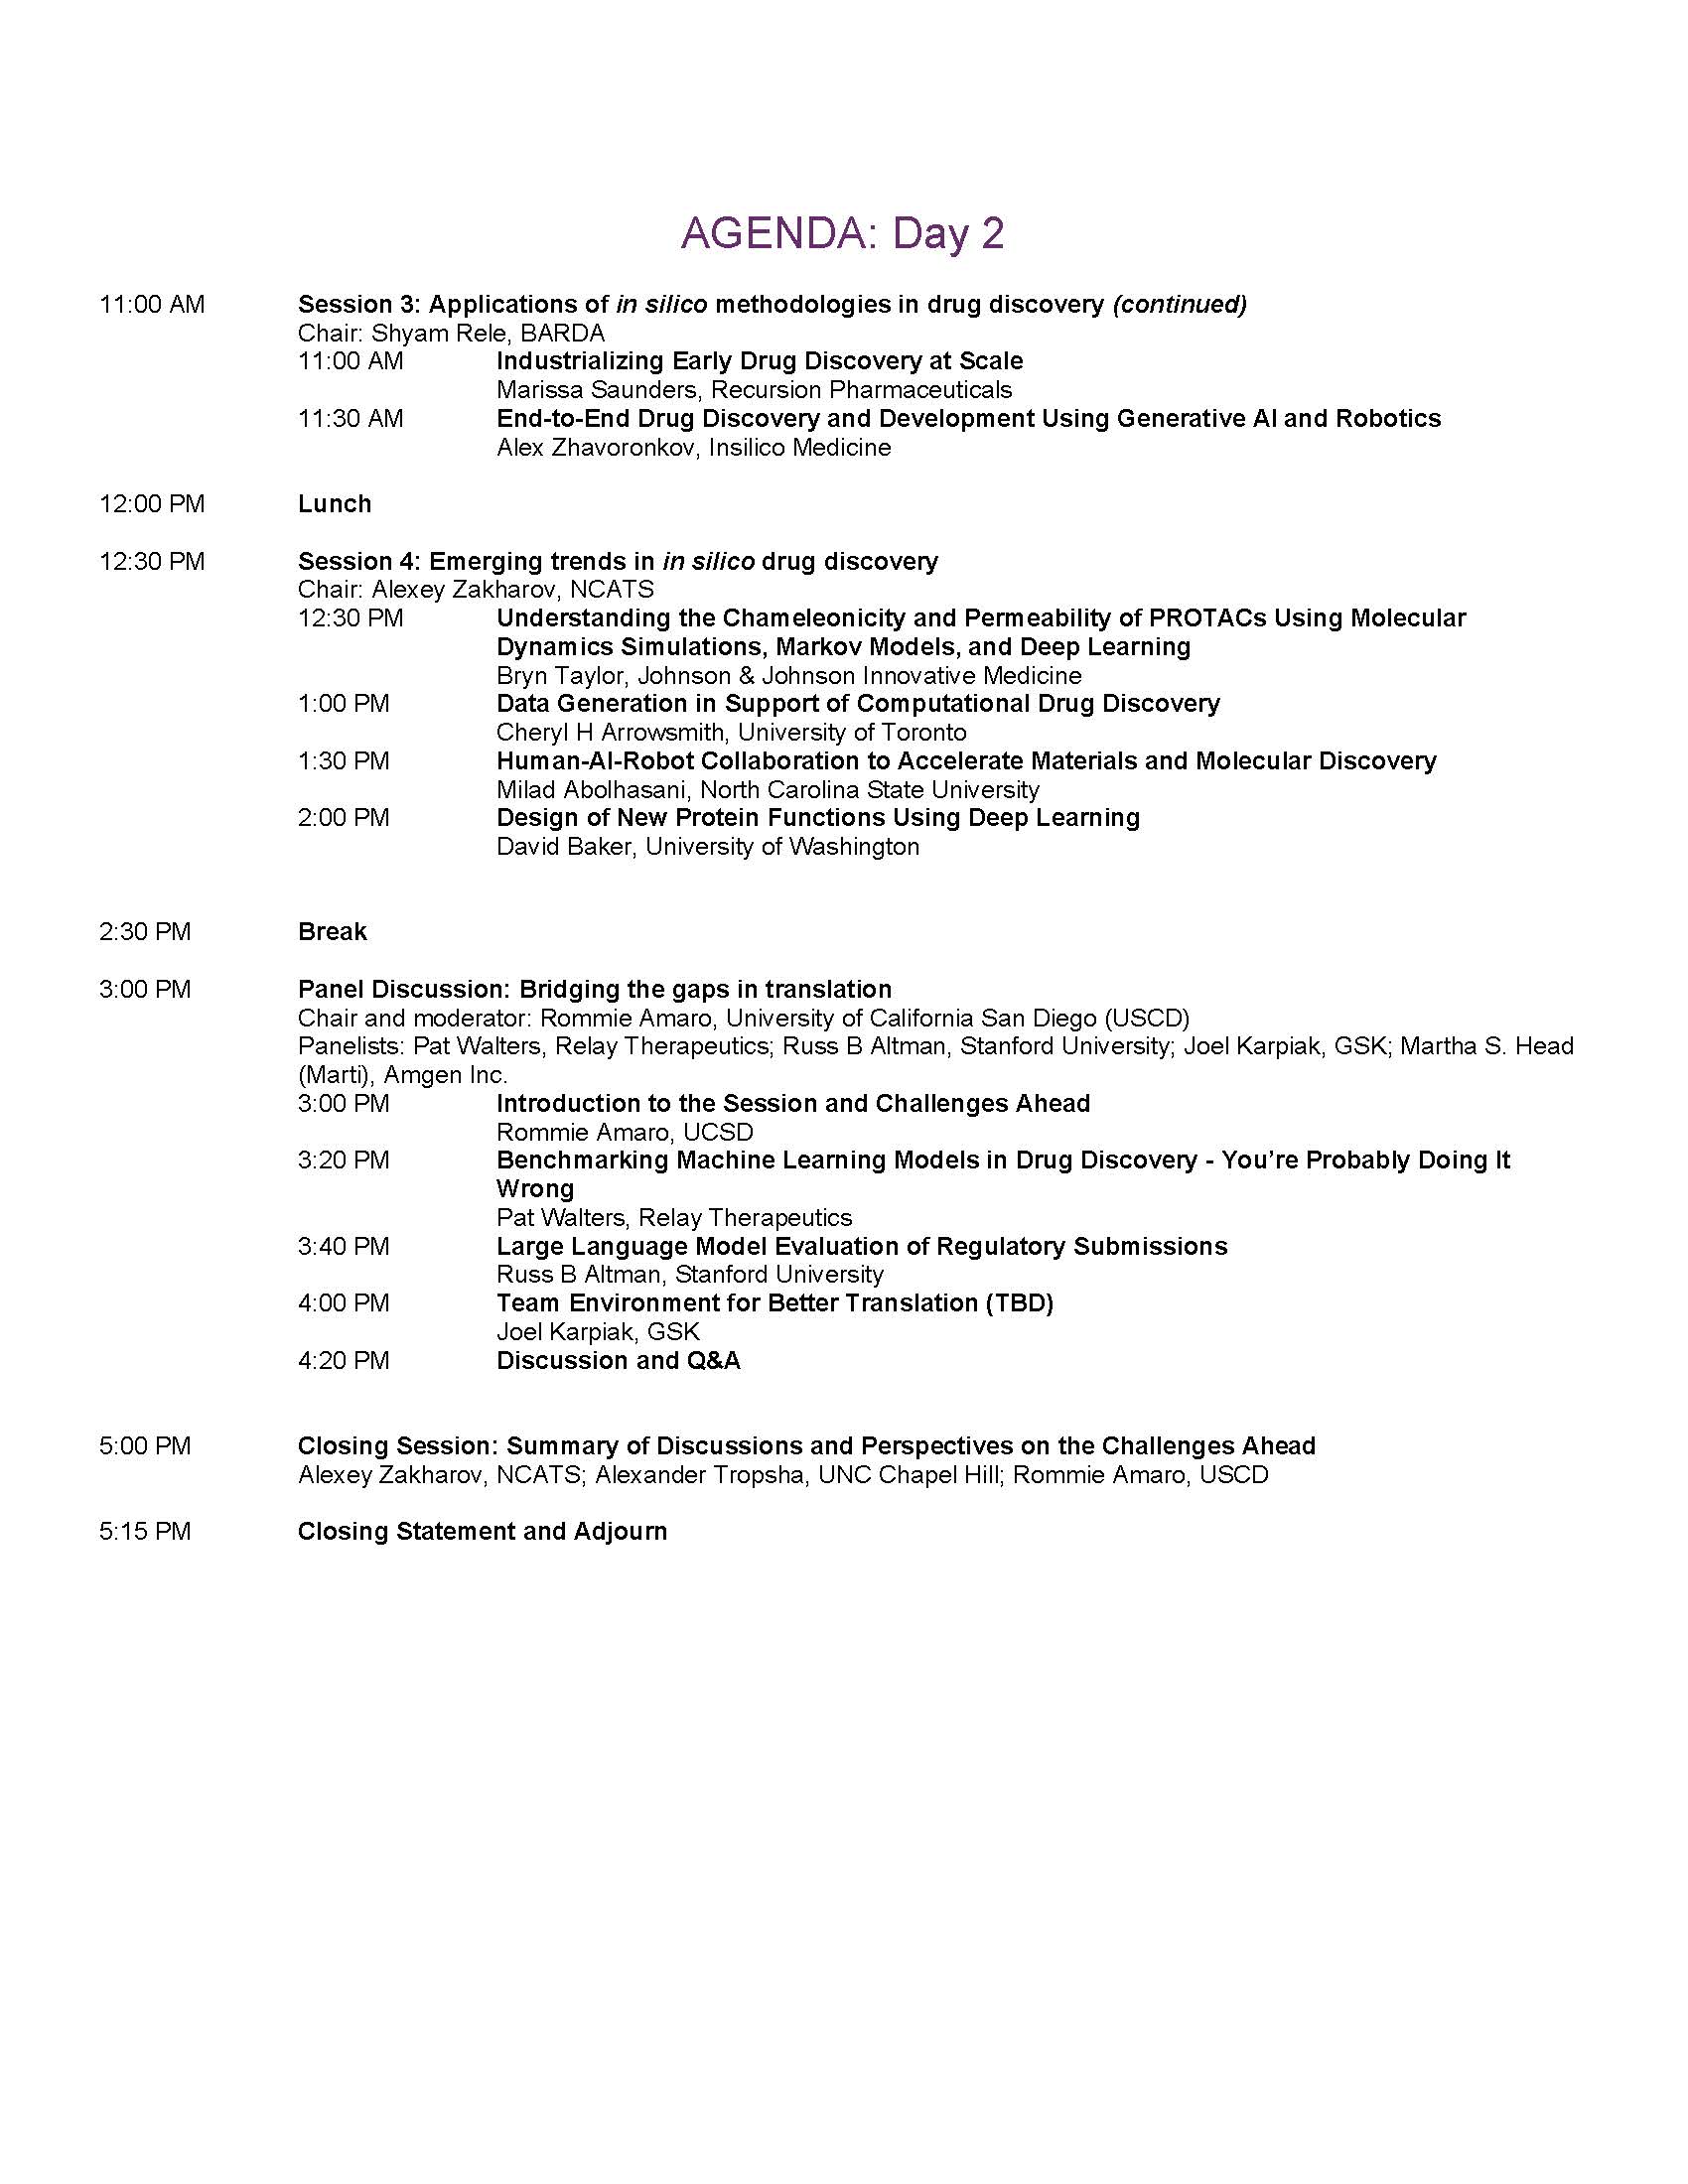 AGENDA: Day 2
11:00 AM Session 3: Applications of in silico methodologies in drug discovery (continued)
Chair: Shyam Rele, BARDA
11:00 AM Industrializing Early Drug Discovery at Scale
Marissa Saunders, Recursion Pharmaceuticals
11:30 AM End-to-End Drug Discovery and Development Using Generative AI and Robotics
Alex Zhavoronkov, Insilico Medicine
12:00 PM Lunch
12:30 PM Session 4: Emerging trends in in silico drug discovery
Chair: Alexey Zakharov, NCATS
12:30 PM Understanding the Chameleonicity and Permeability of PROTACs Using Molecular
Dynamics Simulations, Markov Models, and Deep Learning
Bryn Taylor, Johnson & Johnson Innovative Medicine
1:00 PM Data Generation in Support of Computational Drug Discovery
Cheryl H Arrowsmith, University of Toronto
1:30 PM Human-AI-Robot Collaboration to Accelerate Materials and Molecular Discovery
Milad Abolhasani, North Carolina State University
2:00 PM Design of New Protein Functions Using Deep Learning
David Baker, University of Washington
2:30 PM Break
3:00 PM Panel Discussion: Bridging the gaps in translation
Chair and moderator: Rommie Amaro, University of California San Diego (USCD)
Panelists: Pat Walters, Relay Therapeutics; Russ B Altman, Stanford University; Joel Karpiak, GSK; Martha S. Head
(Marti), Amgen Inc.
3:00 PM Introduction to the Session and Challenges Ahead
Rommie Amaro, UCSD
3:20 PM Benchmarking Machine Learning Models in Drug Discovery - You’re Probably Doing It
Wrong
Pat Walters, Relay Therapeutics
3:40 PM Large Language Model Evaluation of Regulatory Submissions
Russ B Altman, Stanford University
4:00 PM Team Environment for Better Translation (TBD)
Joel Karpiak, GSK
4:20 PM Discussion and Q&A
5:00 PM Closing Session: Summary of Discussions and Perspectives on the Challenges Ahead
Alexey Zakharov, NCATS; Alexander Tropsha, UNC Chapel Hill; Rommie Amaro, USCD
5:15 PM Closing Statement and Adjourn